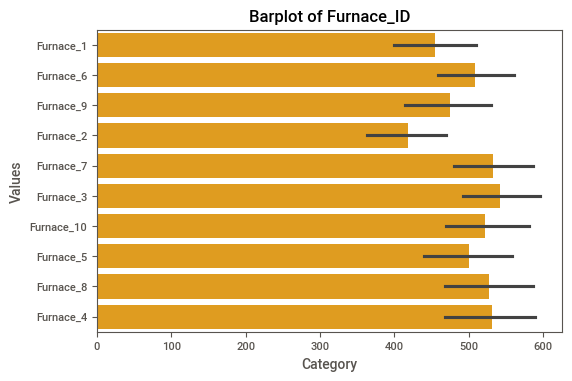 Barplot of Furnace_ID
Furnace_1
Furnace_6
Furnace_9
Furnace_2
Furnace_7
Furnace_3
Furnace_10
Furnace_5
Furnace_8
Furnace_4
Values
0 100 200 300 400 500 600
Category